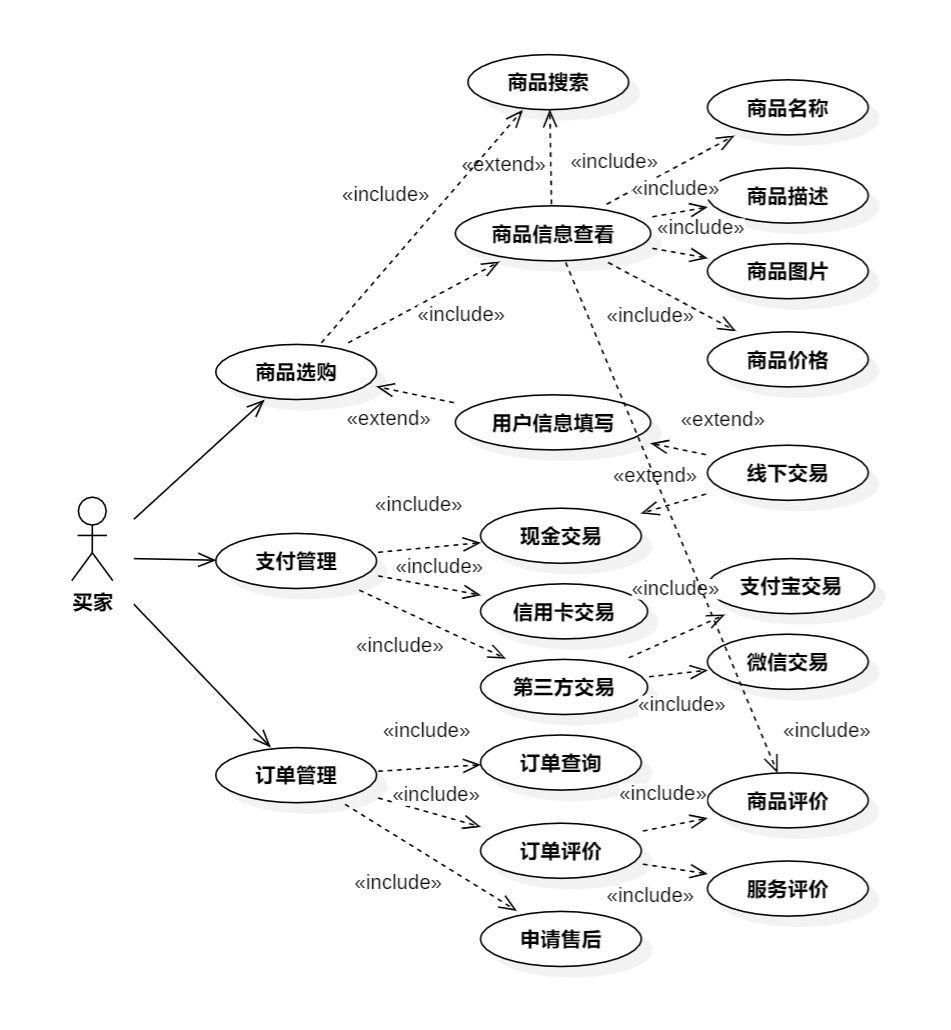 商品搜索
商品名称
«extend»
«include»
«include»
«include»
商品描述
«include»
商品信息查看
商品图片
«include»
«include»
商品价格
商品选购
«extend»
用户信息填写
«extend»
线下交易
«extend»
«include»
现金交易
支付管理
«include»
«include»
支付宝交易
买家
信用卡交易
«include»
微信交易
第三方交易
«include»
«include»
«include»
订单查询
订单管理
«include»
«include»
商品评价
订单评价
«include»
«include»
服务评价
申请售后